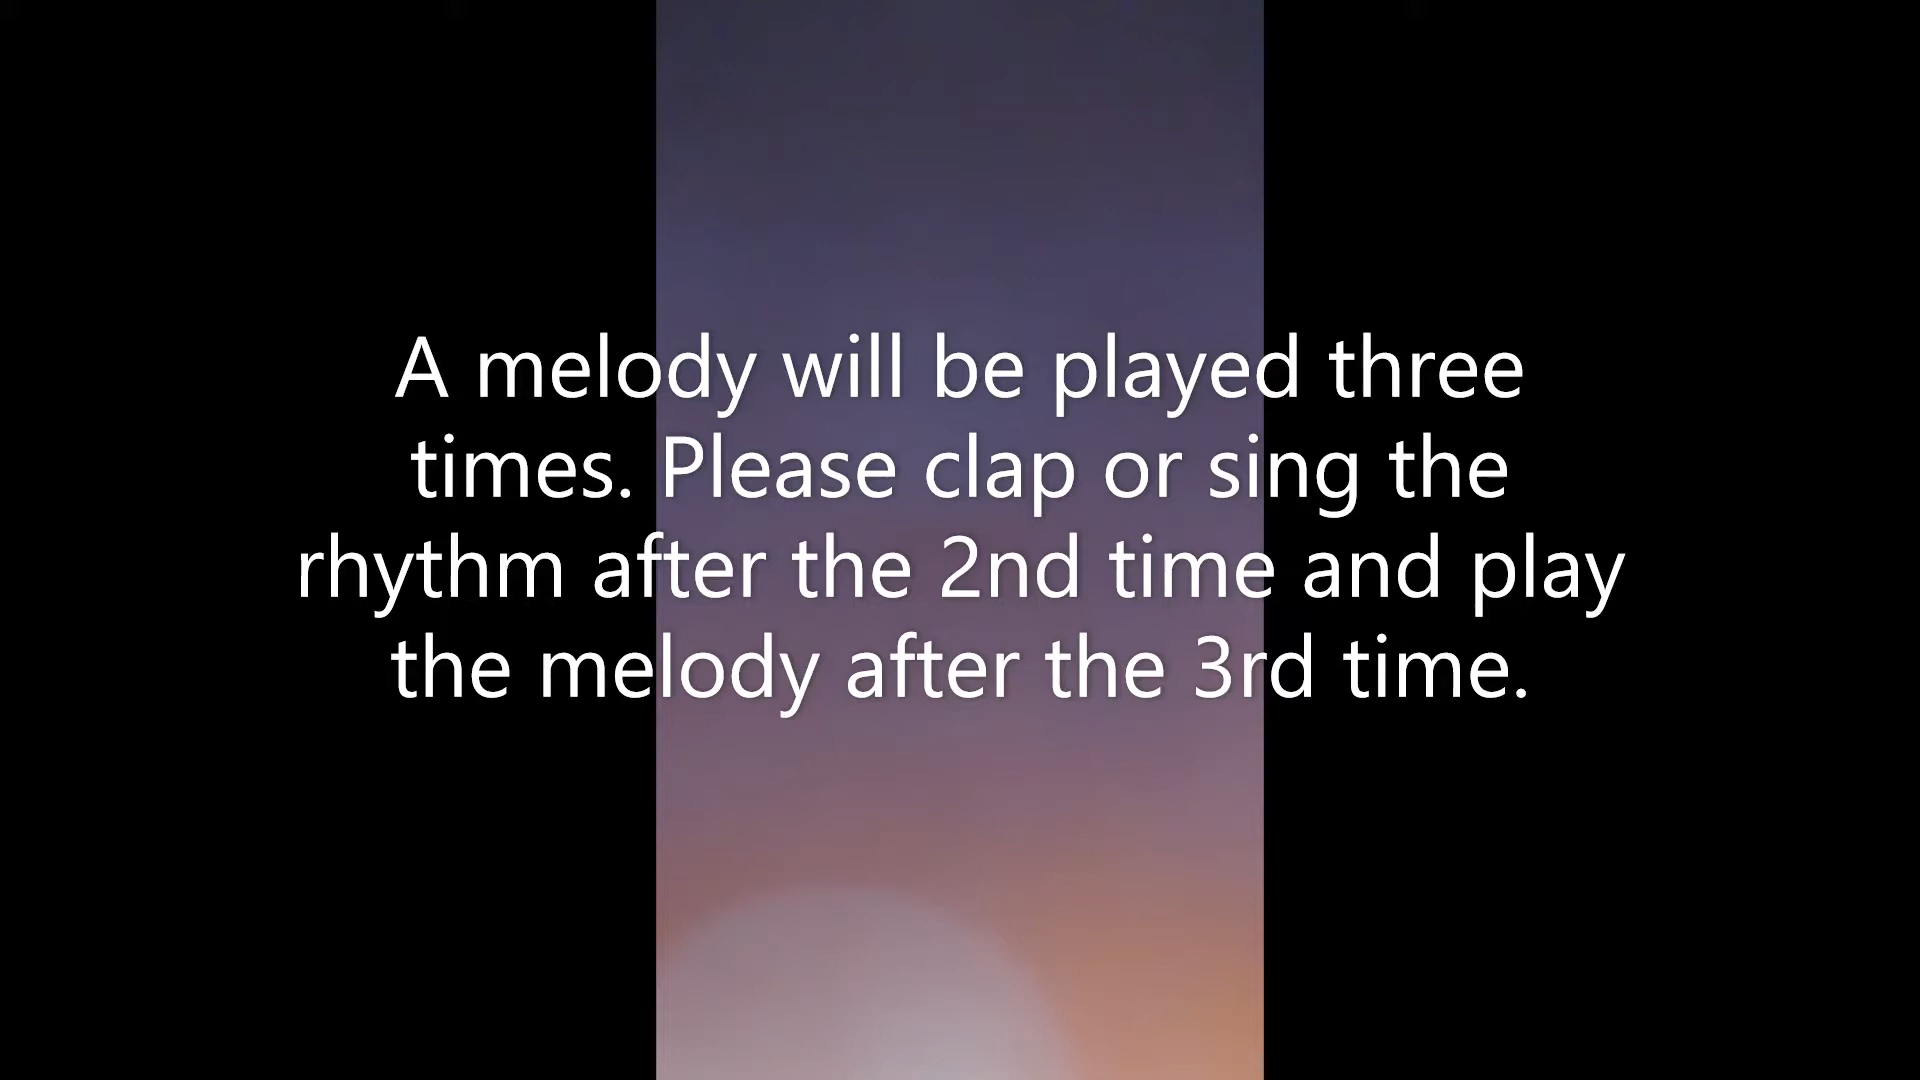 A melody will be played three
times. Please clap or sing the
rhythm after the 2nd time and play
the melody after the 3rd time.